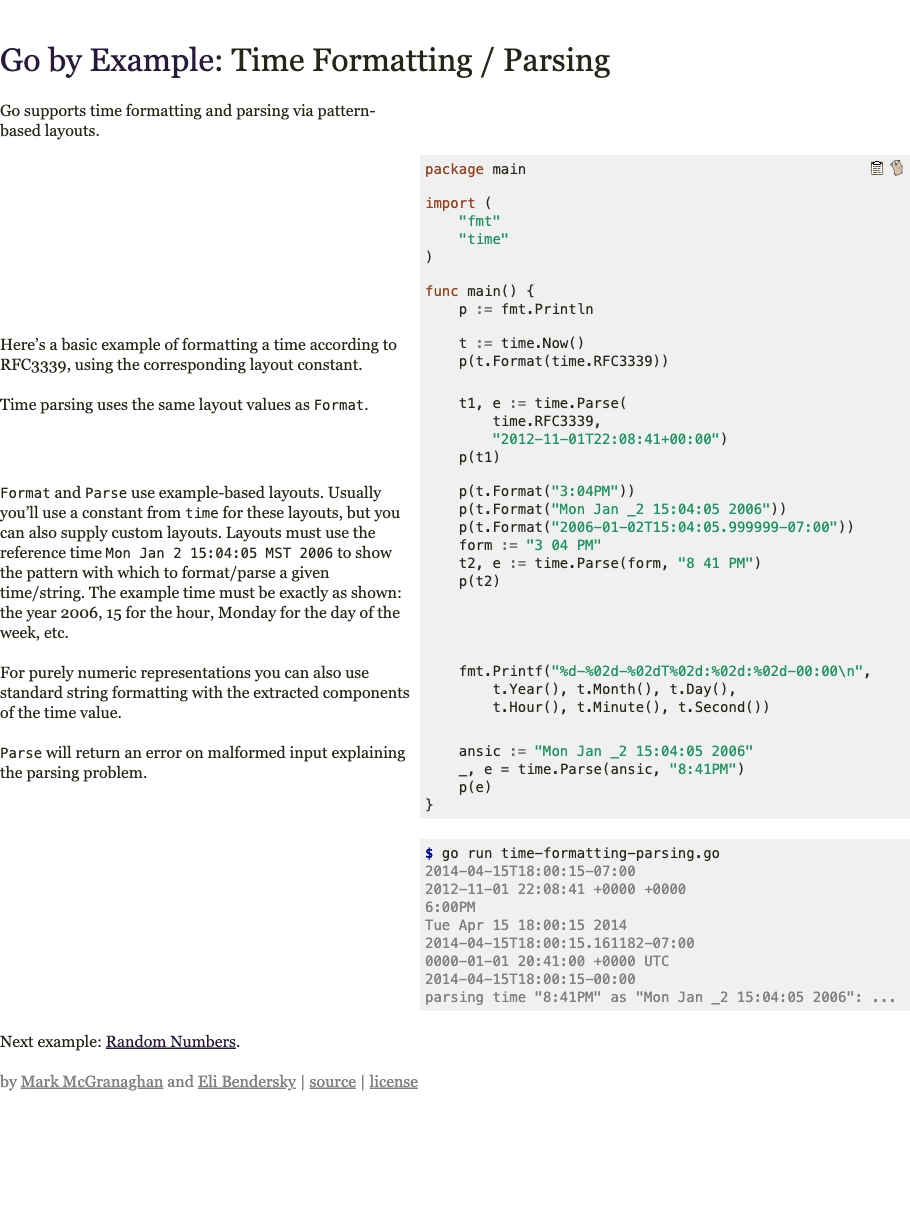 Go by Example: Time Formatting / Parsing
Go supports time formatting and parsing via pattern-
based layouts.
package main
import (
    "fmt"
    "time"
)
func main() {
    p := fmt.Println
Here’s a basic example of formatting a time according to
RFC3339, using the corresponding layout constant.
    t := time.Now()
    p(t.Format(time.RFC3339))
Time parsing uses the same layout values as Format.
    t1, e := time.Parse(
        time.RFC3339,
        "2012-11-01T22:08:41+00:00")
    p(t1)
Format and Parse use example-based layouts. Usually
you’ll use a constant from time for these layouts, but you
can also supply custom layouts. Layouts must use the
reference time Mon Jan 2 15:04:05 MST 2006 to show
the pattern with which to format/parse a given
time/string. The example time must be exactly as shown:
the year 2006, 15 for the hour, Monday for the day of the
week, etc.
    p(t.Format("3:04PM"))
    p(t.Format("Mon Jan _2 15:04:05 2006"))
    p(t.Format("2006-01-02T15:04:05.999999-07:00"))
    form := "3 04 PM"
    t2, e := time.Parse(form, "8 41 PM")
    p(t2)
For purely numeric representations you can also use
standard string formatting with the extracted components
of the time value.
    fmt.Printf("%d-%02d-%02dT%02d:%02d:%02d-00:00\n",
        t.Year(), t.Month(), t.Day(),
        t.Hour(), t.Minute(), t.Second())
Parse will return an error on malformed input explaining
the parsing problem.
    ansic := "Mon Jan _2 15:04:05 2006"
    _, e = time.Parse(ansic, "8:41PM")
    p(e)
}
$ go run time-formatting-parsing.go
2014-04-15T18:00:15-07:00
2012-11-01 22:08:41 +0000 +0000
6:00PM
Tue Apr 15 18:00:15 2014
2014-04-15T18:00:15.161182-07:00
0000-01-01 20:41:00 +0000 UTC
2014-04-15T18:00:15-00:00
parsing time "8:41PM" as "Mon Jan _2 15:04:05 2006": ...
Next example: Random Numbers.
by Mark McGranaghan and Eli Bendersky | source | license